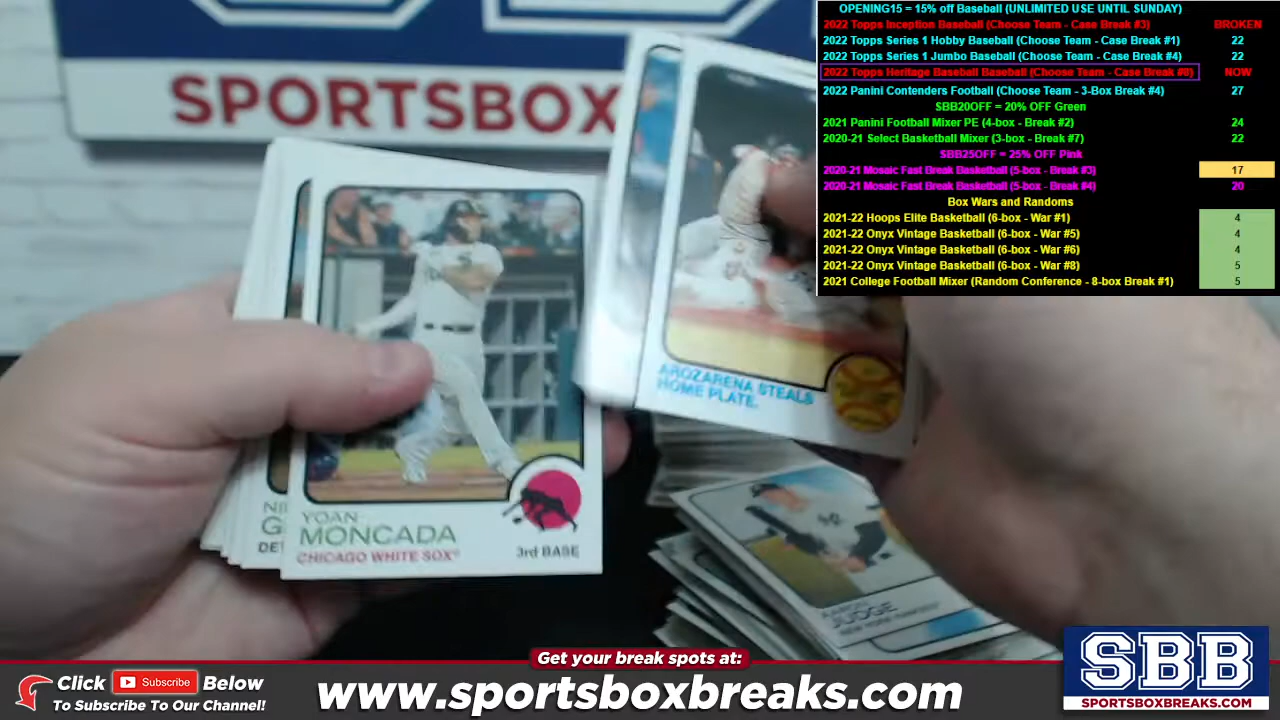 OPENING15 = 15% off Baseball (UNLIMITED USE UNTIL SUNDAY)
2022 Topps Inception Baseball (Choose Team - Case Break #3) BROKEN
2022 Topps Series 1 Hobby Baseball (Choose Team - Case Break #1) 22
2022 Topps Series 1 Jumbo Baseball (Choose Team - Case Break #4) 22
2022 Topps Heritage Baseball Baseball (Choose Team - Case Break #8) NOW
2022 Panini Contenders Football (Choose Team - 3-Box Break #4) 27
SBB20OFF = 20% OFF Green
2021 Panini Football Mixer PE (4-box - Break #2) 24
2020-21 Select Basketball Mixer (3-box - Break #7) 22
SBB25OFF = 25% OFF Pink
2020-21 Mosaic Fast Break Basketball (5-box - Break #3) 17
2020-21 Mosaic Fast Break Basketball (5-box - Break #4) 20
Box Wars and Randoms
2021-22 Hoops Elite Basketball (6-box - War #1) 4
2021-22 Onyx Vintage Basketball (6-box - War #5) 4
2021-22 Onyx Vintage Basketball (6-box - War #6) 4
2021-22 Onyx Vintage Basketball (6-box - War #8) 5
2021 College Football Mixer (Random Conference - 8-box Break #1) 5
SPORTSBOX
AROZARENA STEALS
HOME PLATE.
YOAN
MONCADA
CHICAGO WHITE SOX
3rd BASE
JUDGE
Get your break spots at:
Click Subscribe Below
To Subscribe To Our Channel!
www.sportsboxbreaks.com
SBB
SPORTSBOXBREAKS.COM